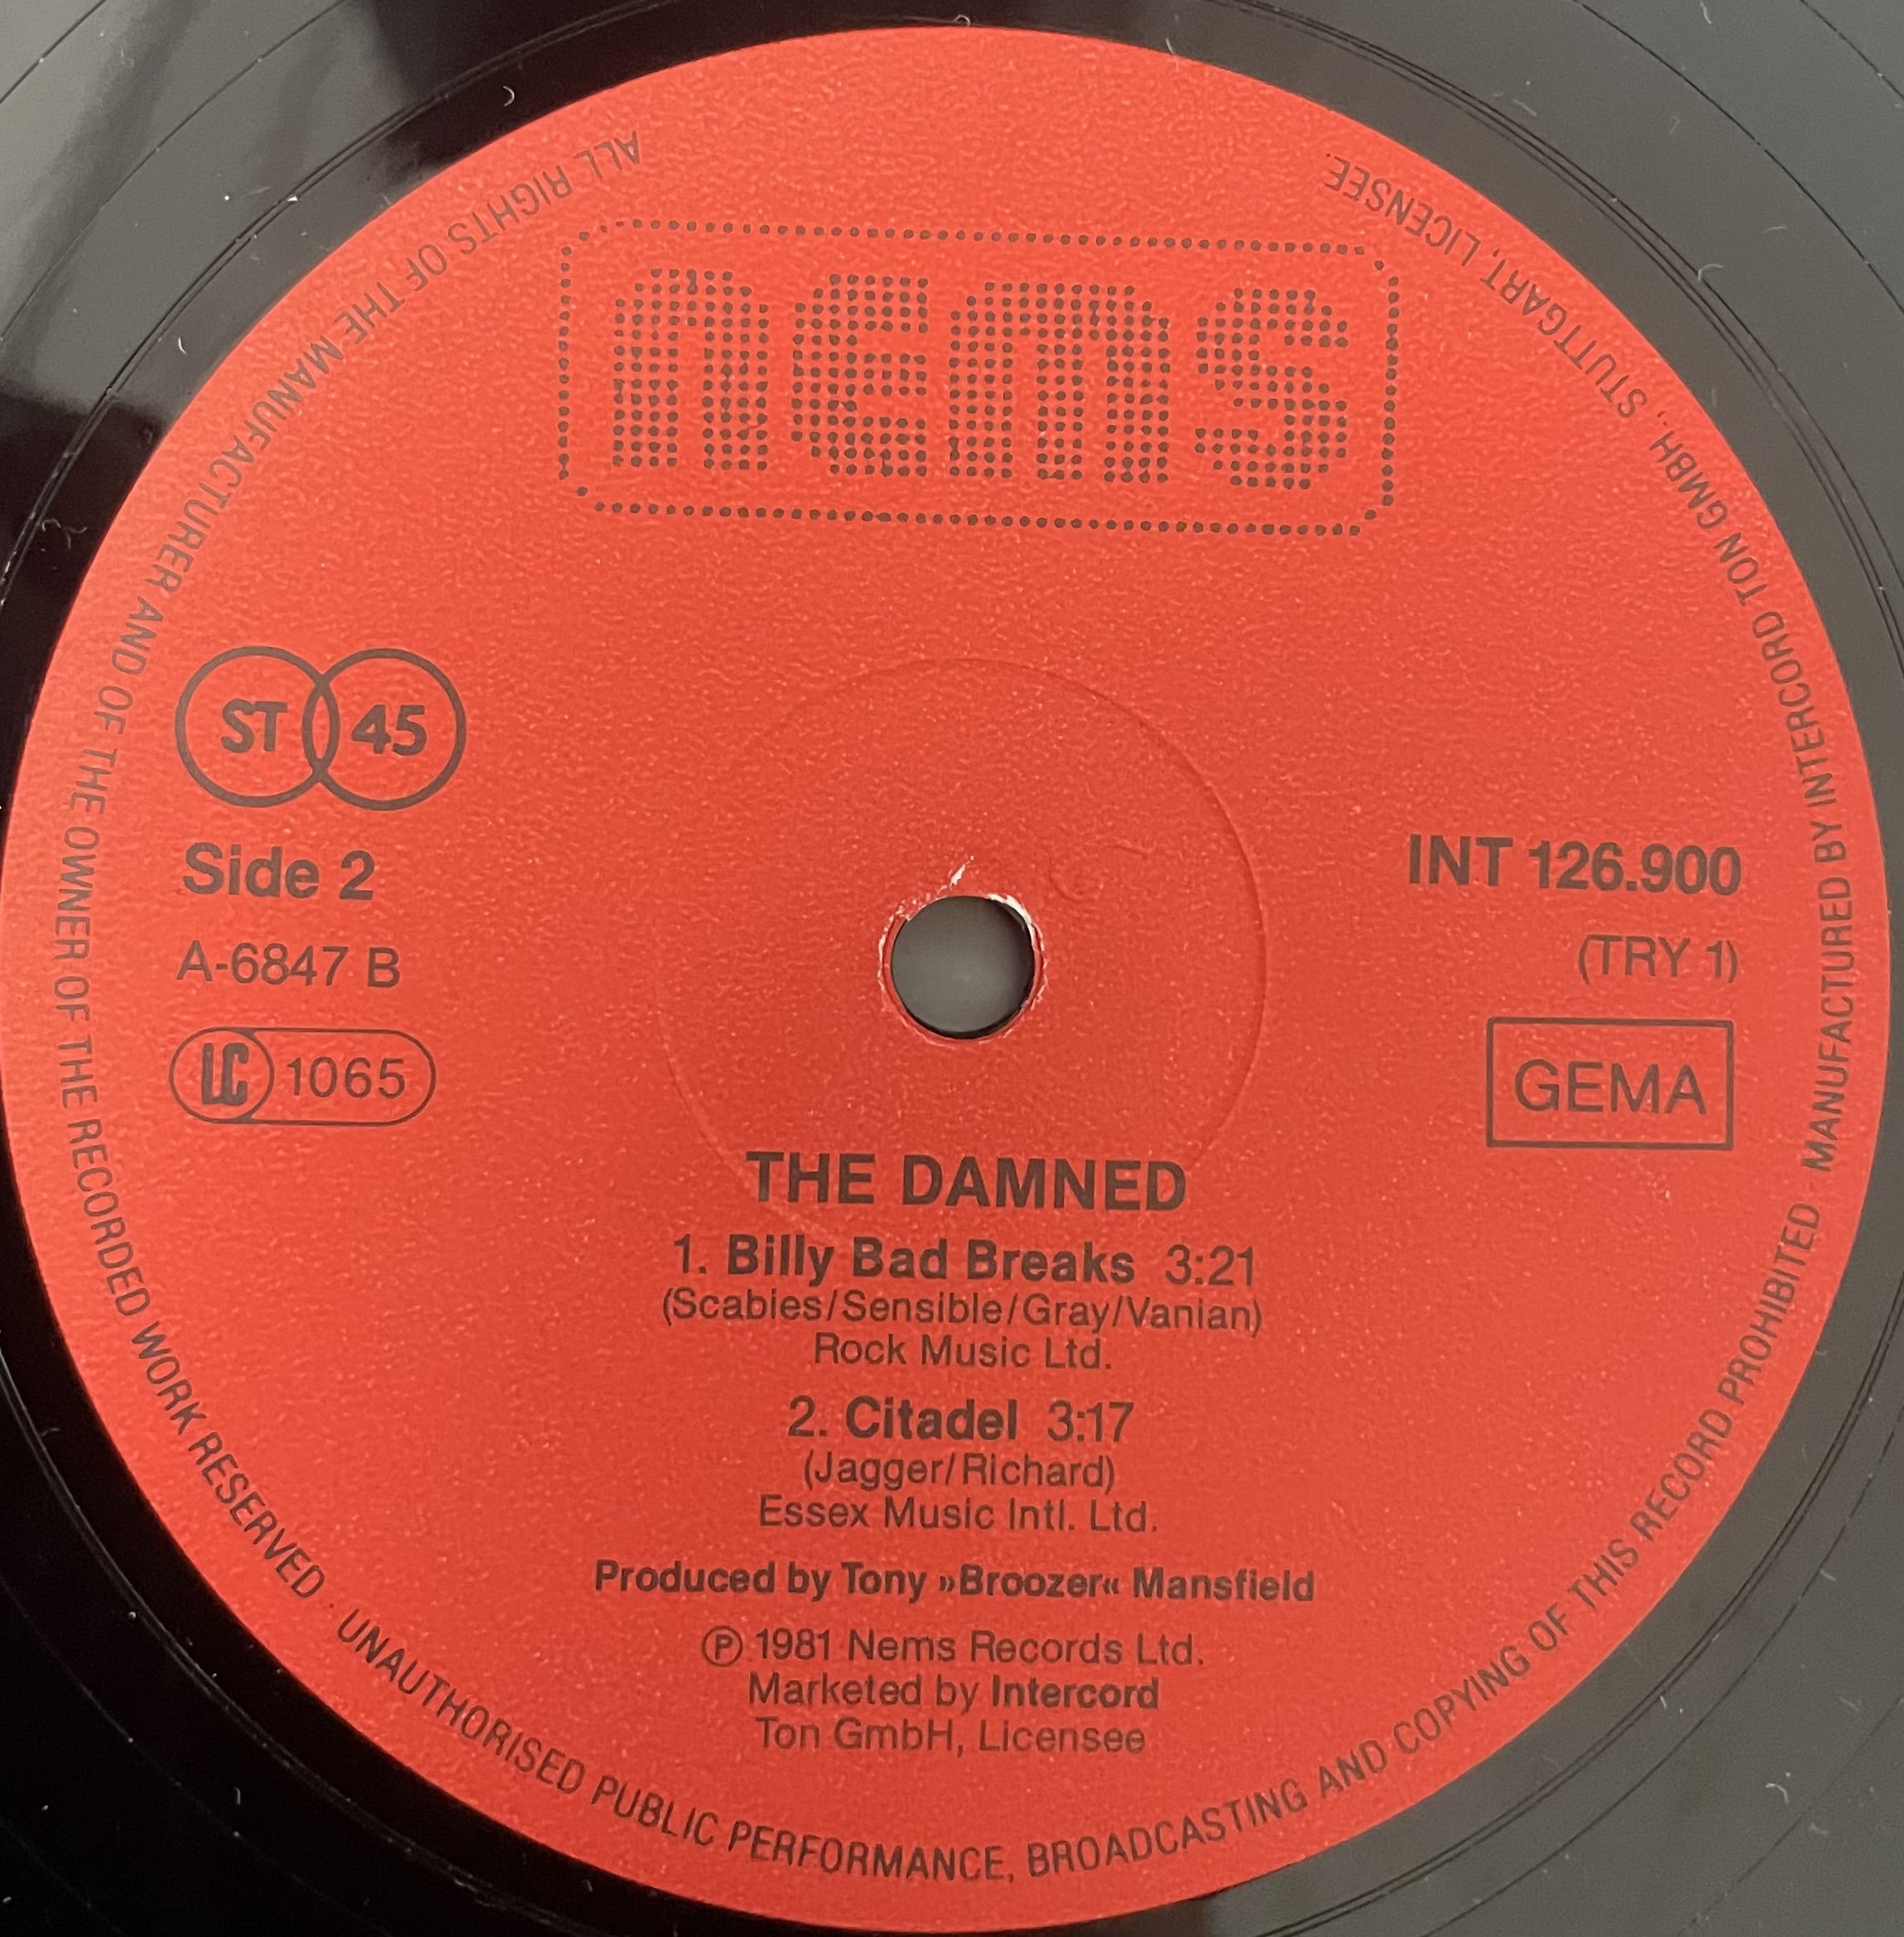 nems
ST 45
Side 2
A-6847 B
LC 1065
INT 126.900
(TRY 1)
GEMA
THE DAMNED
1. Billy Bad Breaks 3:21
(Scabies/Sensible/Gray/Vanian)
Rock Music Ltd.
2. Citadel 3:17
(Jagger/Richard)
Essex Music Intl. Ltd.
Produced by Tony »Broozer« Mansfield
Ⓟ 1981 Nems Records Ltd.
Marketed by Intercord
Ton GmbH, Licensee
ALL RIGHTS OF THE MANUFACTURER AND OF THE OWNER OF THE RECORDED WORK RESERVED · UNAUTHORISED PUBLIC PERFORMANCE, BROADCASTING AND COPYING OF THIS RECORD PROHIBITED · MANUFACTURED BY INTERCORD TON GMBH., STUTTGART, LICENSEE.